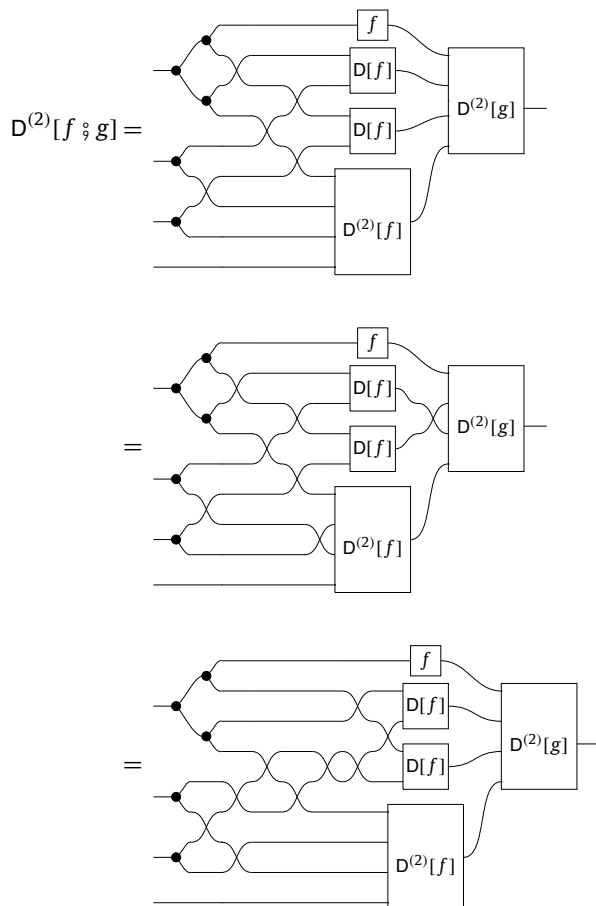 f
D[f]
D⁽²⁾[f ⨟ g] =
D⁽²⁾[g]
D[f]
D⁽²⁾[f]
f
D[f]
=
D⁽²⁾[g]
D[f]
D⁽²⁾[f]
f
D[f]
=
D⁽²⁾[g]
D[f]
D⁽²⁾[f]